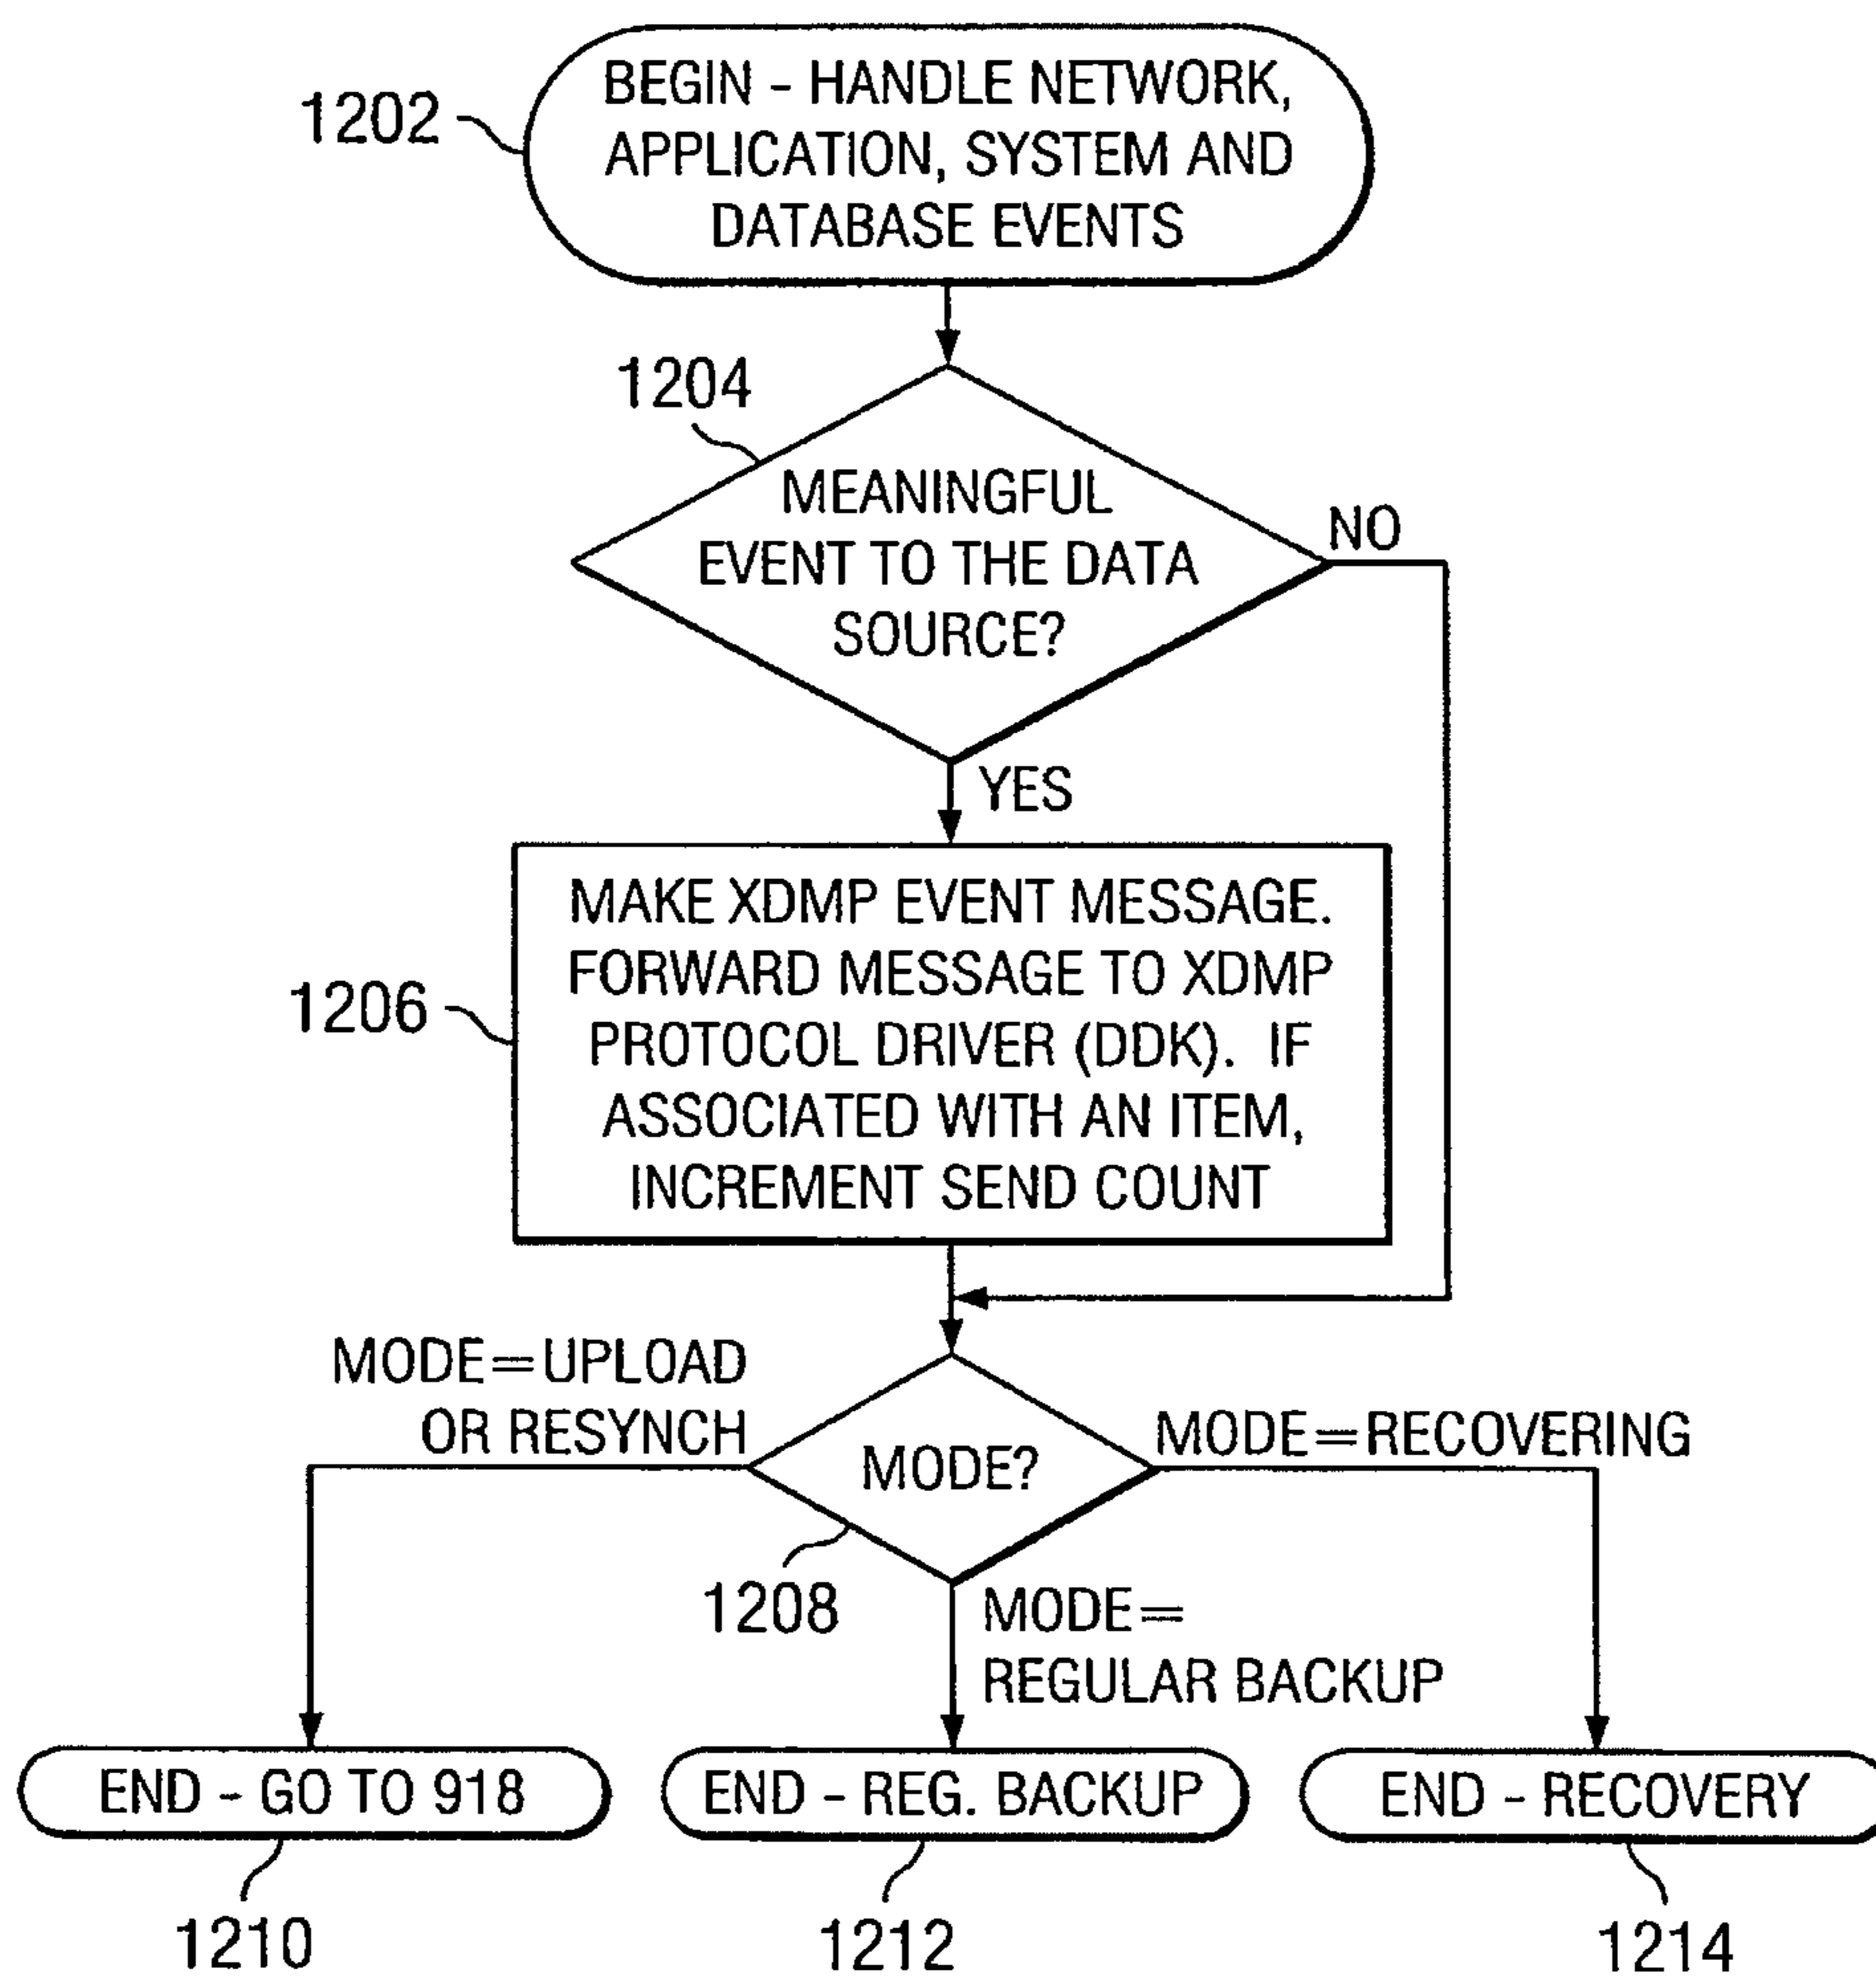 BEGIN - HANDLE NETWORK,
APPLICATION, SYSTEM AND
DATABASE EVENTS
1202
1204
MEANINGFUL
EVENT TO THE DATA
SOURCE?
NO
YES
MAKE XDMP EVENT MESSAGE.
FORWARD MESSAGE TO XDMP
PROTOCOL DRIVER (DDK). IF
ASSOCIATED WITH AN ITEM,
INCREMENT SEND COUNT
1206
MODE=UPLOAD
OR RESYNCH
MODE?
MODE=RECOVERING
1208
MODE=
REGULAR BACKUP
END - GO TO 918
END - REG. BACKUP
END - RECOVERY
1210
1212
1214